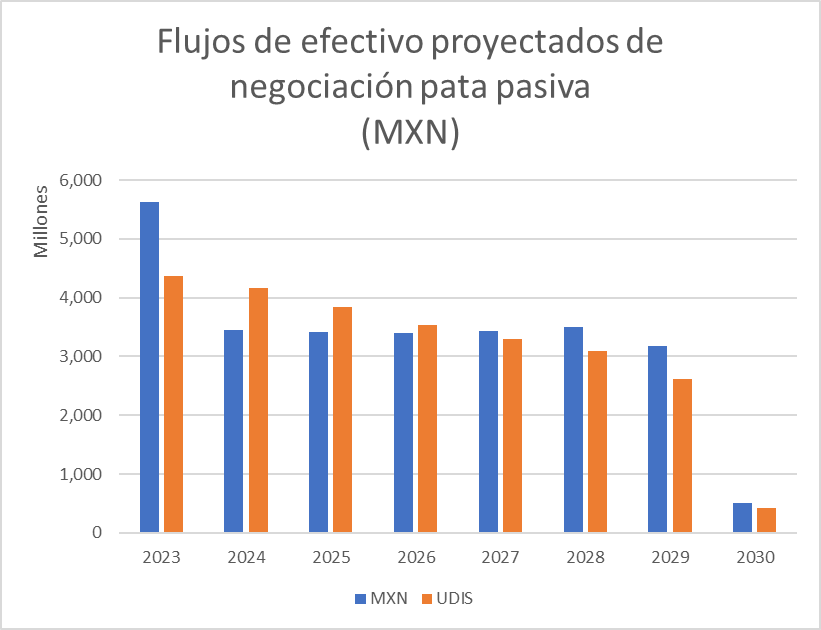 Flujos de efectivo proyectados de
negociación pata pasiva
(MXN)
Millones
6,000
5,000
4,000
3,000
2,000
1,000
0
2023 2024 2025 2026 2027 2028 2029 2030
MXN UDIS